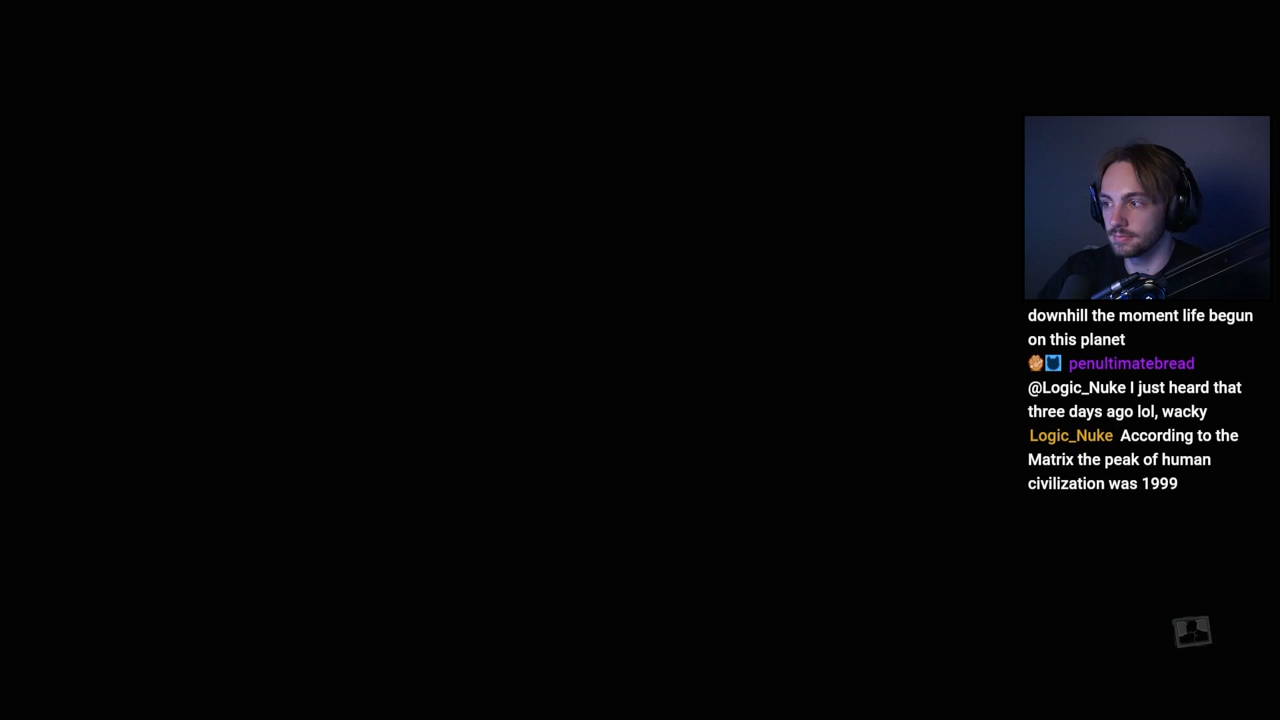 downhill the moment life begun
on this planet
penultimatebread
@Logic_Nuke I just heard that
three days ago lol, wacky
Logic_Nuke According to the
Matrix the peak of human
civilization was 1999